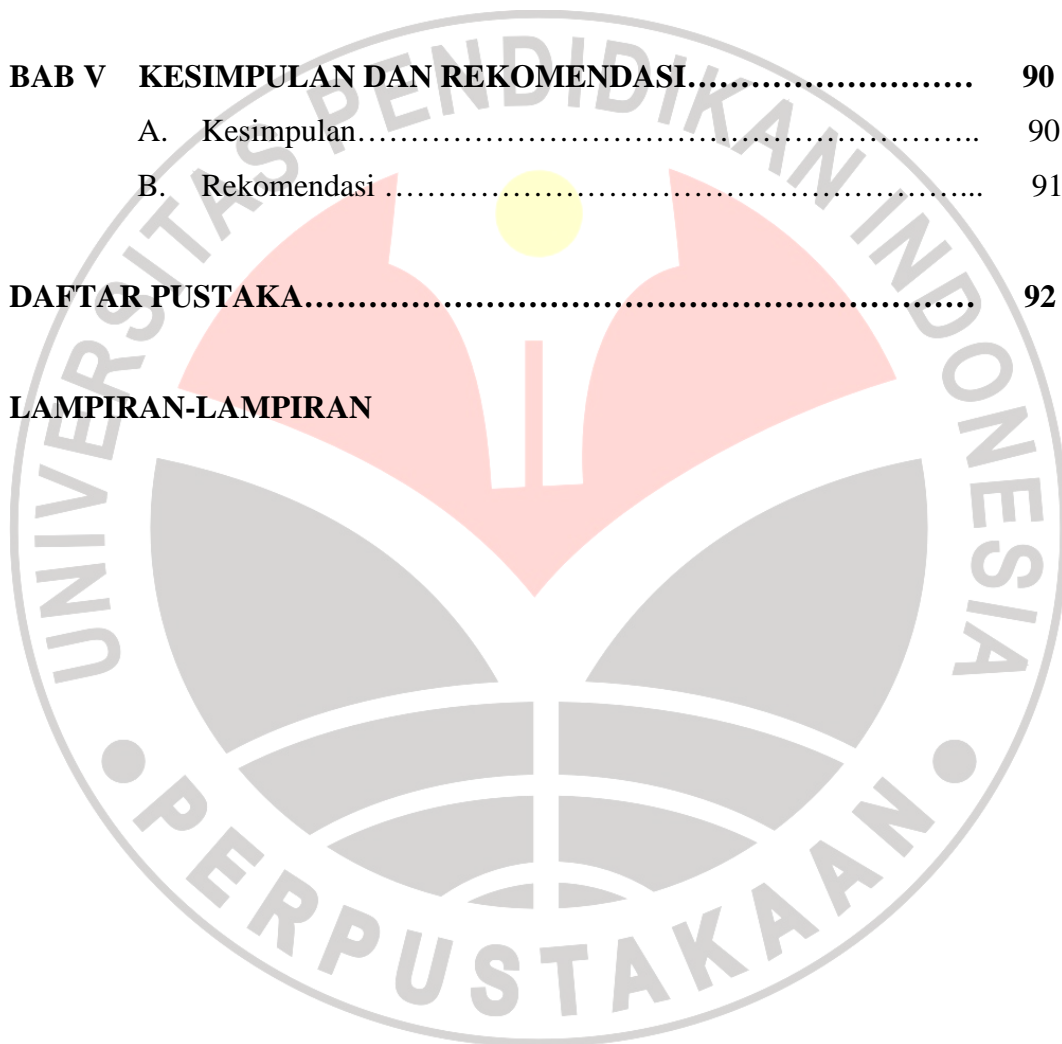 BAB V KESIMPULAN DAN REKOMENDASI……………………… 90
A. Kesimpulan………………………………………………….. 90
B. Rekomendasi …………………………………………………... 91
DAFTAR PUSTAKA…………………………………………………… 92
LAMPIRAN-LAMPIRAN
UNIVERSITAS PENDIDIKAN INDONESIA
PERPUSTAKAAN